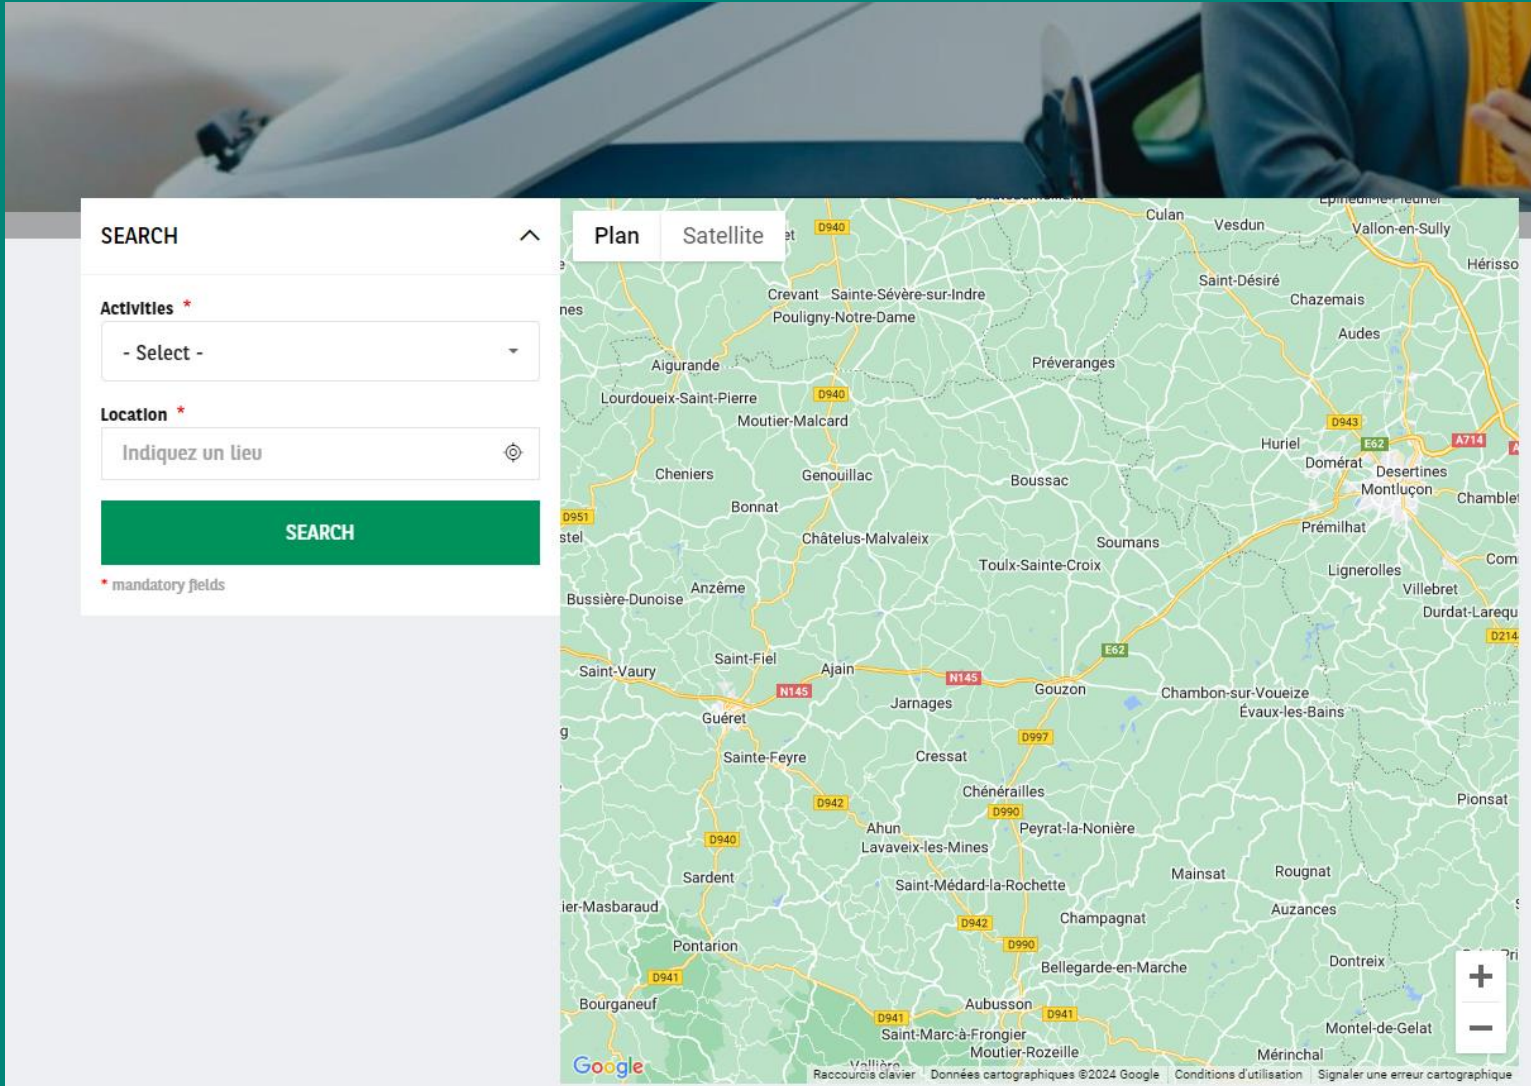 SEARCH
Activities *
- Select -
Location *
Indiquez un lieu
SEARCH
* mandatory fields
Plan
Satellite
D940
Culan
Vesdun
Vallon-en-Sully
Saint-Désiré
Crevant
Sainte-Sévère-sur-Indre
Chazemais
Pouligny-Notre-Dame
Audes
Aigurande
Préveranges
Lourdoueix-Saint-Pierre
D940
Moutier-Malcard
D943
Huriel
E62
A714
Domérat
Desertines
Cheniers
Genouillac
Boussac
Montluçon
Bonnat
D951
Prémilhat
Châtelus-Malvaleix
Soumans
Toulx-Sainte-Croix
Lignerolles
Anzême
Villebret
Bussière-Dunoise
D214
E62
Saint-Fiel
Saint-Vaury
Ajain
N145
N145
Gouzon
Chambon-sur-Voueize
Jarnages
Évaux-les-Bains
Guéret
D997
Sainte-Feyre
Cressat
Chénérailles
Pionsat
D942
D990
Ahun
Peyrat-la-Nonière
D940
Lavaveix-les-Mines
Sardent
Saint-Médard-la-Rochette
Mainsat
Rougnat
ier-Masbaraud
Auzances
D942
Champagnat
Pontarion
D990
Dontreix
Bellegarde-en-Marche
D941
Bourganeuf
Aubusson
D941
D941
Montel-de-Gelat
Saint-Marc-à-Frongier
Moutier-Rozeille
Mérinchal
Google
Vallière
Raccourcis clavier
Données cartographiques ©2024 Google
Conditions d'utilisation
Signaler une erreur cartographique